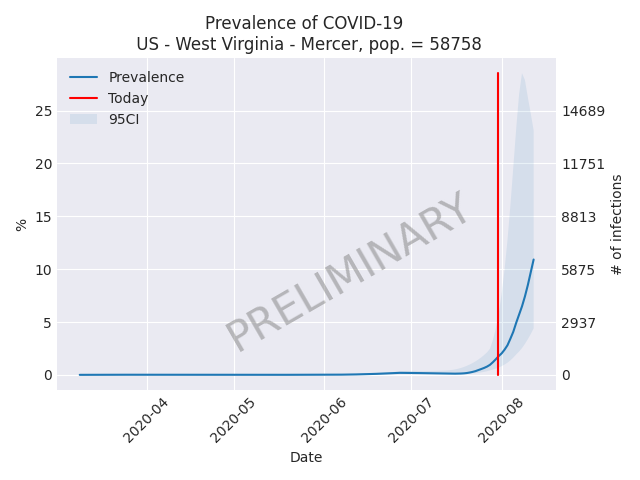 Prevalence of COVID-19
US - West Virginia - Mercer, pop. = 58758
Prevalence
Today
95CI
25
20
15
10
5
0
%
14689
11751
8813
5875
2937
0
# of infections
PRELIMINARY
2020-04
2020-05
2020-06
2020-07
2020-08
Date